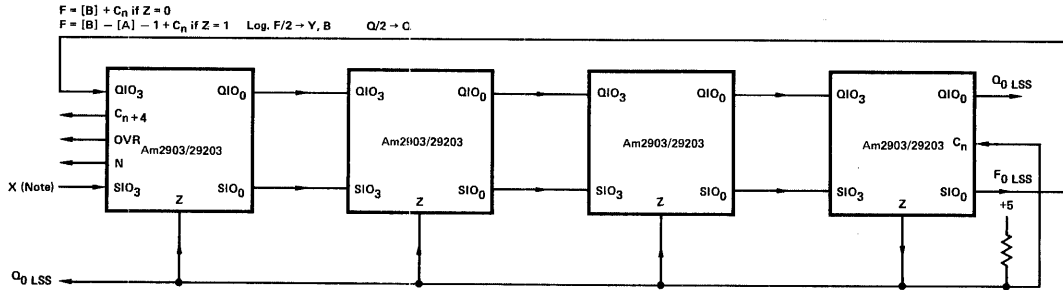 F = [B] + Cn if Z = 0
F = [B] − [A] − 1 + Cn if Z = 1 Log. F/2 → Y, B Q/2 → Q
QIO3 QIO0 QIO3 QIO0 QIO3 QIO0 QIO3 QIO0 Q0 LSS
Cn+4 Cn
OVR Am2903/29203 Am2903/29203 Am2903/29203 Am2903/29203
N
X (Note) SIO3 SIO0 SIO3 SIO0 SIO3 SIO0 SIO3 SIO0 F0 LSS
Z Z Z Z +5
Q0 LSS